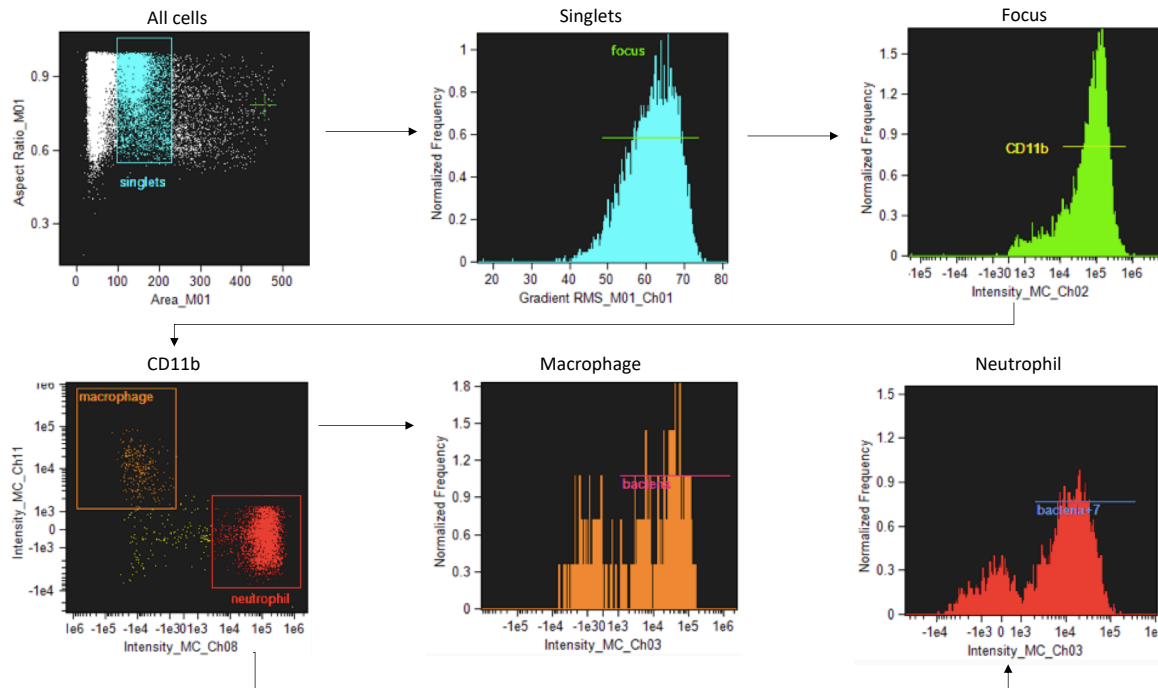 All cells
Singlets
Focus
Aspect Ratio_M01
0.9
0.6
0.3
singlets
0 100 200 300 400 500
Area_M01
Normalized Frequency
1
0.8
0.6
0.4
0.2
0
focus
20 30 40 50 60 70 80
Gradient RMS_M01_Ch01
Normalized Frequency
1.5
1.2
0.9
0.6
0.3
0
CD11b
-1e5 -1e4 -1e30 1e3 1e4 1e5 1e6
Intensity_MC_Ch02
CD11b
Macrophage
Neutrophil
Intensity_MC_Ch11
1e6
1e5
1e4
1e3
0
-1e3
-1e4
macrophage
neutrophil
1e6 -1e5 -1e4 -1e30 1e3 1e4 1e5 1e6
Intensity_MC_Ch08
Normalized Frequency
1.8
1.5
1.2
0.9
0.6
0.3
0
bacteria
-1e5 -1e30 1e3 1e4 1e5 1e6
Intensity_MC_Ch03
Normalized Frequency
1.5
1.2
0.9
0.6
0.3
0
bacteria+7
-1e4 -1e3 0 1e3 1e4 1e5 1e
Intensity_MC_Ch03